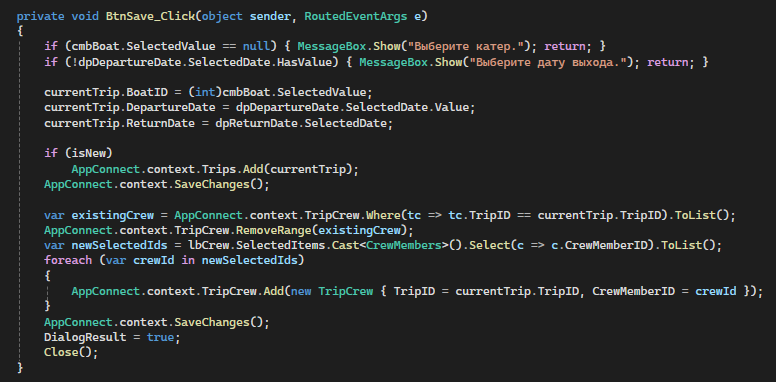 private void BtnSave_Click(object sender, RoutedEventArgs e)
{
if (cmbBoat.SelectedValue == null) { MessageBox.Show("Выберите катер."); return; }
if (!dpDepartureDate.SelectedDate.HasValue) { MessageBox.Show("Выберите дату выхода."); return; }
currentTrip.BoatID = (int)cmbBoat.SelectedValue;
currentTrip.DepartureDate = dpDepartureDate.SelectedDate.Value;
currentTrip.ReturnDate = dpReturnDate.SelectedDate;
if (isNew)
AppConnect.context.Trips.Add(currentTrip);
AppConnect.context.SaveChanges();
var existingCrew = AppConnect.context.TripCrew.Where(tc => tc.TripID == currentTrip.TripID).ToList();
AppConnect.context.TripCrew.RemoveRange(existingCrew);
var newSelectedIds = lbCrew.SelectedItems.Cast<CrewMembers>().Select(c => c.CrewMemberID).ToList();
foreach (var crewId in newSelectedIds)
{
AppConnect.context.TripCrew.Add(new TripCrew { TripID = currentTrip.TripID, CrewMemberID = crewId });
}
AppConnect.context.SaveChanges();
DialogResult = true;
Close();
}